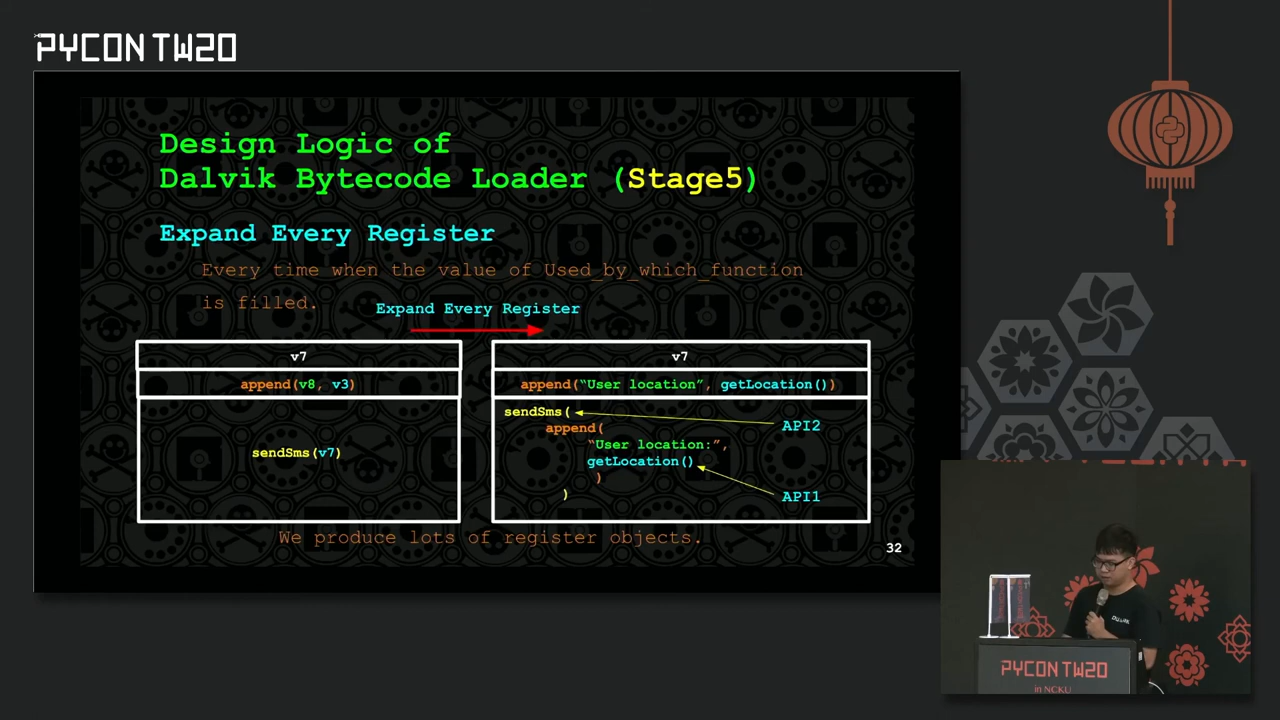 PYCON TW20
Design Logic of
Dalvik Bytecode Loader (Stage5)
Expand Every Register
Every time when the value of Used_by_which_function
is filled.
Expand Every Register
v7
append(v8, v3)
sendSms(v7)
v7
append(“User location”, getLocation())
sendSms(
append(
“User location:”,
getLocation()
)
)
API2
API1
We produce lots of register objects.
32
PYCON TW20
in NCKU